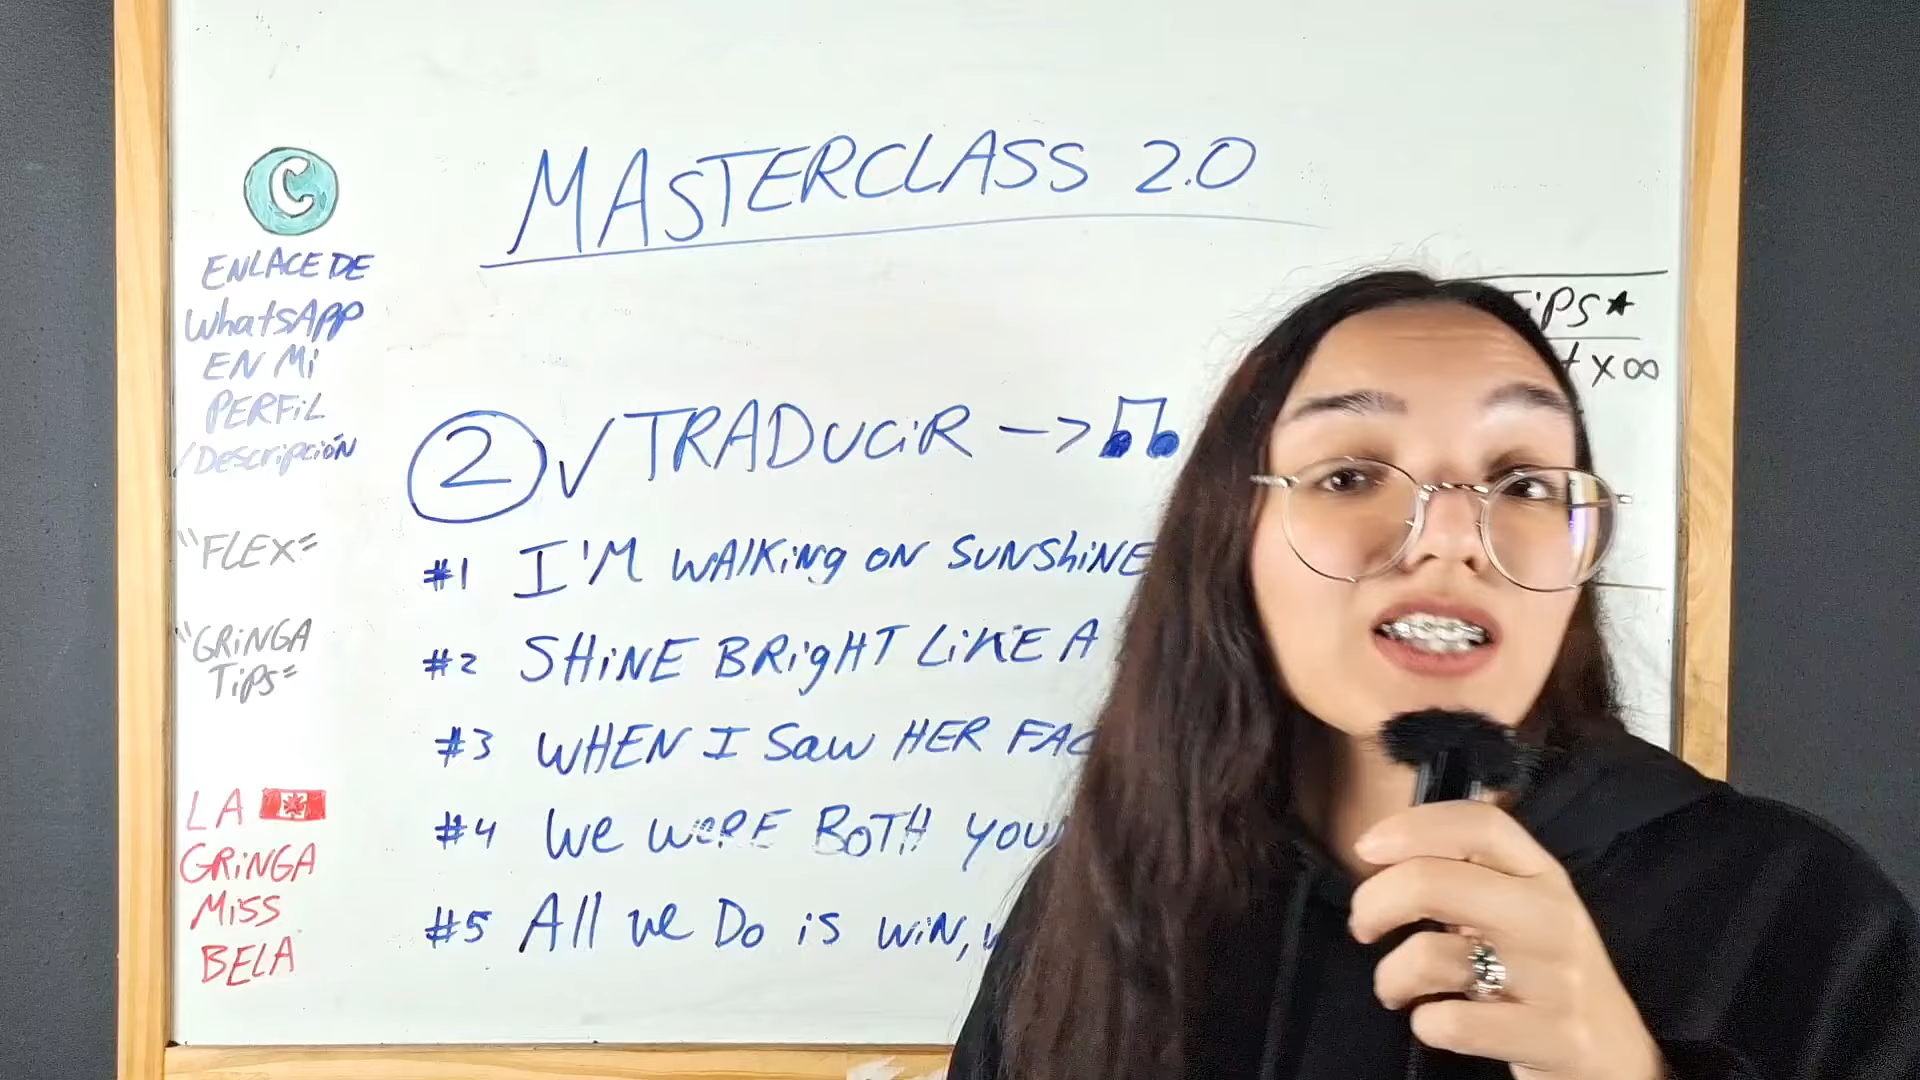 MASTERCLASS 2.0
C
ENLACE DE
WhatsAPP
EN Mi
PERFiL
/Descripción
"FLEX"
"GRiNGA
TiPS"
LA
GRiNGA
MiSS
BELA
2 ✓ TRADUCiR ->
#1 I'M WAlKing ON SUNShiNE
#2 SHiNE BRigHT LiKE A
#3 WHEN I Saw HER
#4 We weRE BOTH
#5 All we Do is wiN,
TiPS★
x ∞